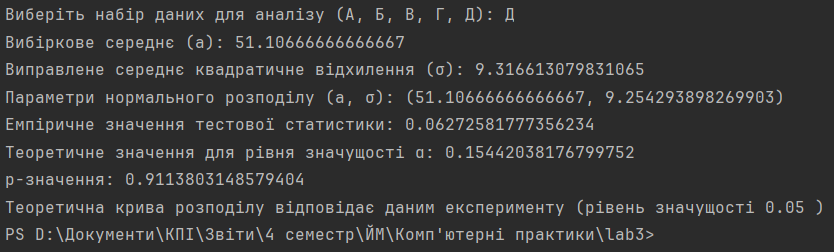 Виберіть набір даних для аналізу (А, Б, В, Г, Д): Д
Вибіркове середнє (a): 51.10666666666667
Виправлене середнє квадратичне відхилення (σ): 9.316613079831065
Параметри нормального розподілу (a, σ): (51.10666666666667, 9.254293898269903)
Емпіричне значення тестової статистики: 0.06272581777356234
Теоретичне значення для рівня значущості α: 0.15442038176799752
p-значення: 0.9113803148579404
Теоретична крива розподілу відповідає даним експерименту (рівень значущості 0.05 )
PS D:\Документи\КПІ\Звіти\4 семестр\ЙМ\Комп'ютерні практики\lab3>